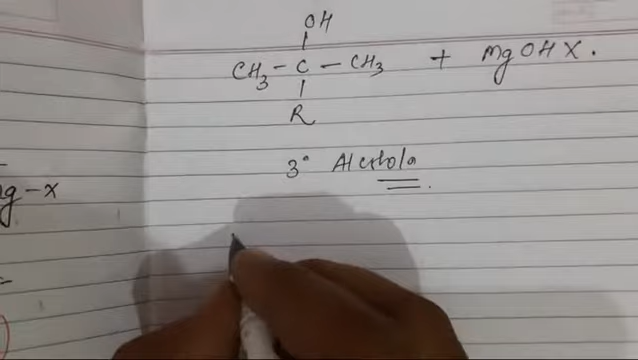 OH
CH3 - C - CH3 + MgOHX.
R
3° Alcohols
g-x